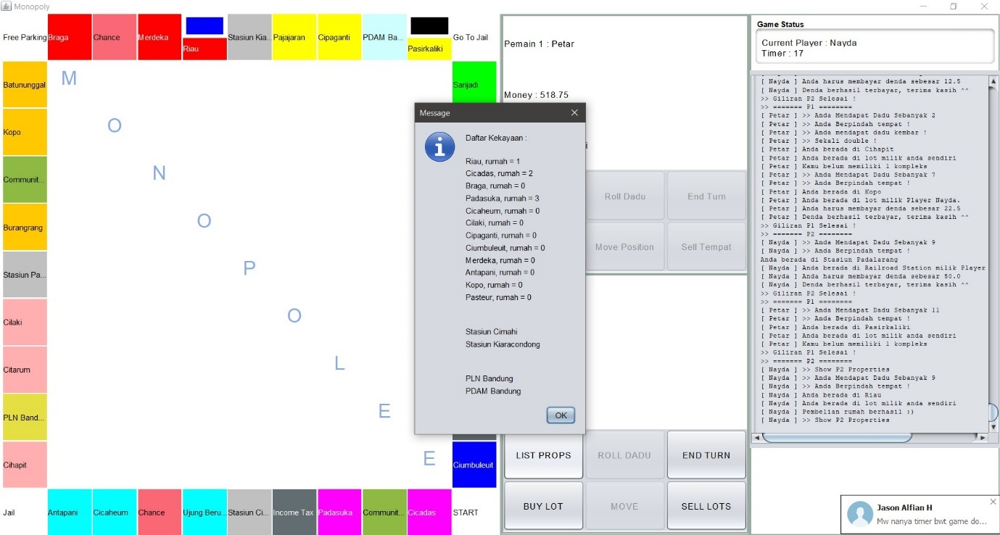 Monopoly
Free Parking
Braga
Chance
Merdeka
Riau
Stasiun Kia...
Pajajaran
Cipaganti
PDAM Ba...
Pasirkaliki
Go To Jail
Batununggal
Kopo
Communit...
Burangrang
Stasiun Pa...
Cilaki
Citarum
PLN Band...
Cihapit
Jail
Antapani
Cicaheum
Chance
Ujung Beru...
Stasiun Ci...
Income Tax
Padasuka
Communit...
Cicadas
START
Sarijadi
Ciumbuleuit
M
O
N
O
P
O
L
E
E
Pemain 1 : Petar
Money : 518.75
Roll Dadu
End Turn
Move Position
Sell Tempat
Message
Daftar Kekayaan :
Riau, rumah = 1
Cicadas, rumah = 2
Braga, rumah = 0
Padasuka, rumah = 3
Cicaheum, rumah = 0
Cilaki, rumah = 0
Cipaganti, rumah = 0
Ciumbuleuit, rumah = 0
Merdeka, rumah = 0
Antapani, rumah = 0
Kopo, rumah = 0
Pasteur, rumah = 0
Stasiun Cimahi
Stasiun Kiaracondong
PLN Bandung
PDAM Bandung
OK
LIST PROPS
ROLL DADU
END TURN
BUY LOT
MOVE
SELL LOTS
Game Status
Current Player : Nayda
Timer : 17
[ Nayda ] Anda harus membayar denda sebesar 12.5
[ Nayda ] Denda berhasil terbayar, terima kasih ^^
>> Giliran P2 Selesai !
>> ======= P1 ========
[ Petar ] >> Anda Mendapat Dadu Sebanyak 2
[ Petar ] >> Anda Berpindah tempat !
[ Petar ] >> Anda mendapat dadu kembar !
[ Petar ] >> Sekali double !
[ Petar ] Anda berada di Cihapit
[ Petar ] Anda berada di lot milik anda sendiri
[ Petar ] Kamu belum memiliki 1 kompleks
[ Petar ] >> Anda Mendapat Dadu Sebanyak 7
[ Petar ] >> Anda Berpindah tempat !
[ Petar ] Anda berada di Kopo
[ Petar ] Anda berada di lot milik Player Nayda.
[ Petar ] Anda harus membayar denda sebesar 22.5
[ Petar ] Denda berhasil terbayar, terima kasih ^^
>> Giliran P1 Selesai !
>> ======= P2 ========
[ Nayda ] >> Anda Mendapat Dadu Sebanyak 9
[ Nayda ] >> Anda Berpindah tempat !
Anda berada di Stasiun Padalarang
[ Nayda ] Anda berada di Railroad Station milik Player
[ Nayda ] Anda harus membayar denda sebesar 50.0
[ Nayda ] Denda berhasil terbayar, terima kasih ^^
>> Giliran P2 Selesai !
>> ======= P1 ========
[ Petar ] >> Anda Mendapat Dadu Sebanyak 11
[ Petar ] >> Anda Berpindah tempat !
[ Petar ] Anda berada di Pasirkaliki
[ Petar ] Anda berada di lot milik anda sendiri
[ Petar ] Kamu belum memiliki 1 kompleks
>> Giliran P1 Selesai !
>> ======= P2 ========
[ Nayda ] >> Show P2 Properties
[ Nayda ] >> Anda Mendapat Dadu Sebanyak 9
[ Nayda ] >> Anda Berpindah tempat !
[ Nayda ] Anda berada di Riau
[ Nayda ] Anda berada di lot milik anda sendiri
[ Nayda ] Pembelian rumah berhasil :)
[ Nayda ] >> Show P2 Properties
Jason Alfian H
Mw nanya timer bwt game do...